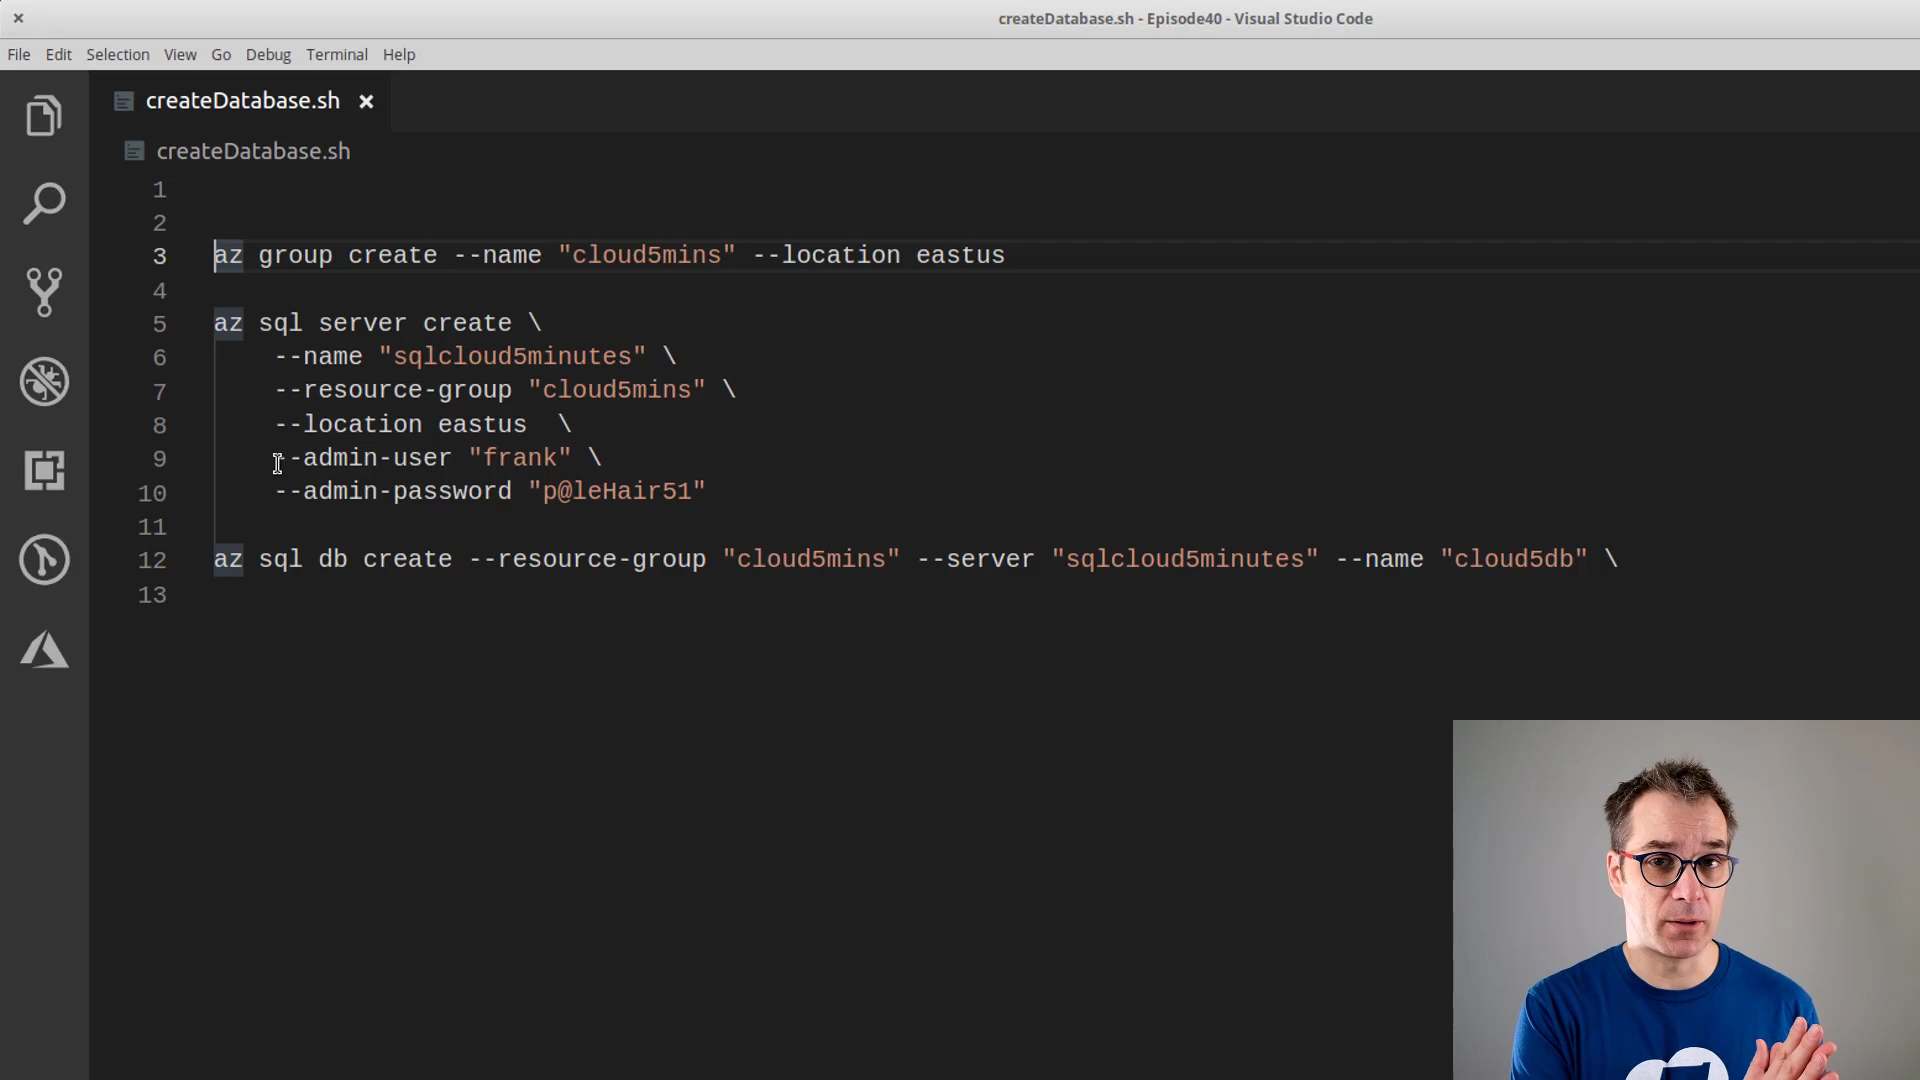 createDatabase.sh - Episode40 - Visual Studio Code
File Edit Selection View Go Debug Terminal Help
createDatabase.sh
createDatabase.sh
1
2
3 az group create --name "cloud5mins" --location eastus
4
5 az sql server create \
6     --name "sqlcloud5minutes" \
7     --resource-group "cloud5mins" \
8     --location eastus  \
9     --admin-user "frank" \
10     --admin-password "p@leHair51"
11
12 az sql db create --resource-group "cloud5mins" --server "sqlcloud5minutes" --name "cloud5db" \
13